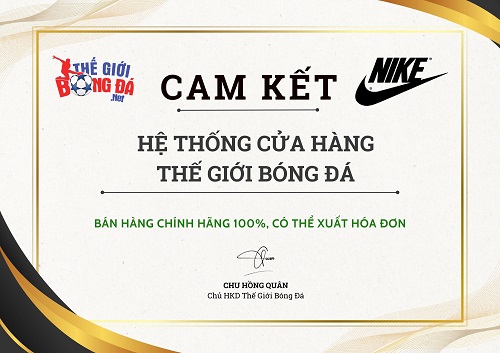 THẾ GIỚI
BÓNG ĐÁ
.Net
CAM KẾT
NIKE
HỆ THỐNG CỬA HÀNG
THẾ GIỚI BÓNG ĐÁ
BÁN HÀNG CHÍNH HÃNG 100%, CÓ THỂ XUẤT HÓA ĐƠN
CHU HỒNG QUÂN
Chủ HKD Thế Giới Bóng Đá